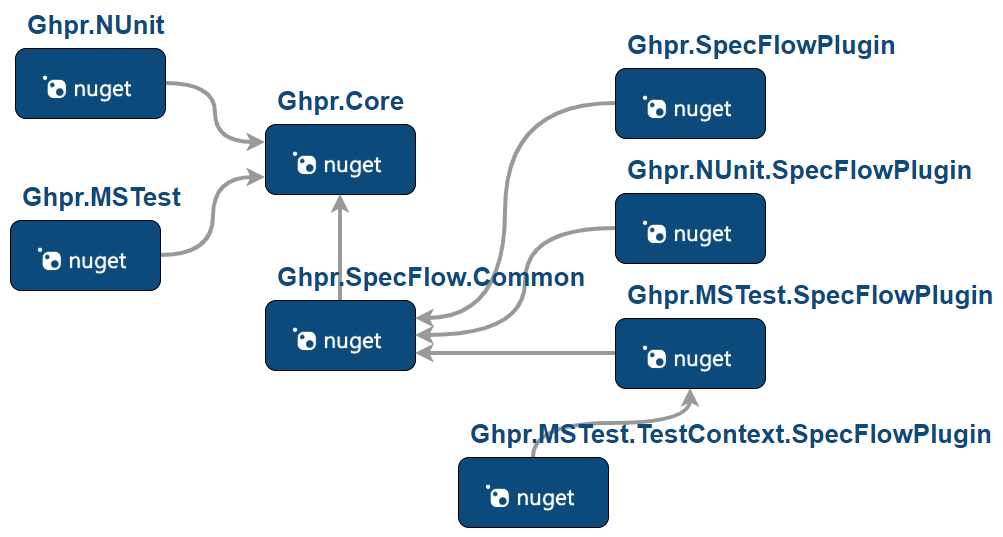 Ghpr.NUnit
nuget
Ghpr.SpecFlowPlugin
nuget
Ghpr.Core
nuget
Ghpr.NUnit.SpecFlowPlugin
nuget
Ghpr.MSTest
nuget
Ghpr.SpecFlow.Common
nuget
Ghpr.MSTest.SpecFlowPlugin
nuget
Ghpr.MSTest.TestContext.SpecFlowPlugin
nuget